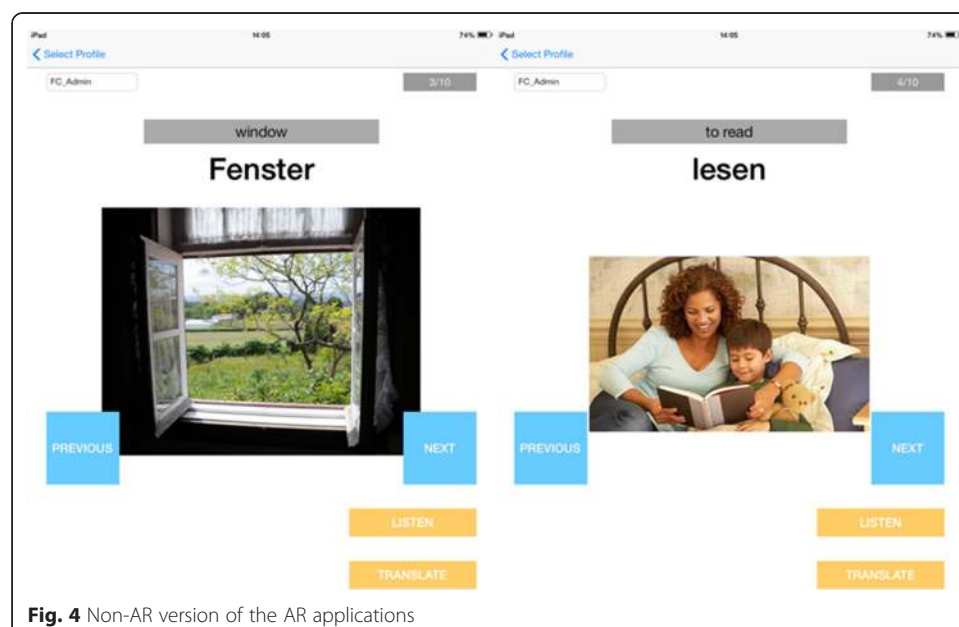 iPad 14:05 74%
Select Profile
FC_Admin 3/10
window
Fenster
PREVIOUS NEXT
LISTEN
TRANSLATE
iPad 14:05 74%
Select Profile
FC_Admin 4/10
to read
lesen
PREVIOUS NEXT
LISTEN
TRANSLATE
Fig. 4 Non-AR version of the AR applications